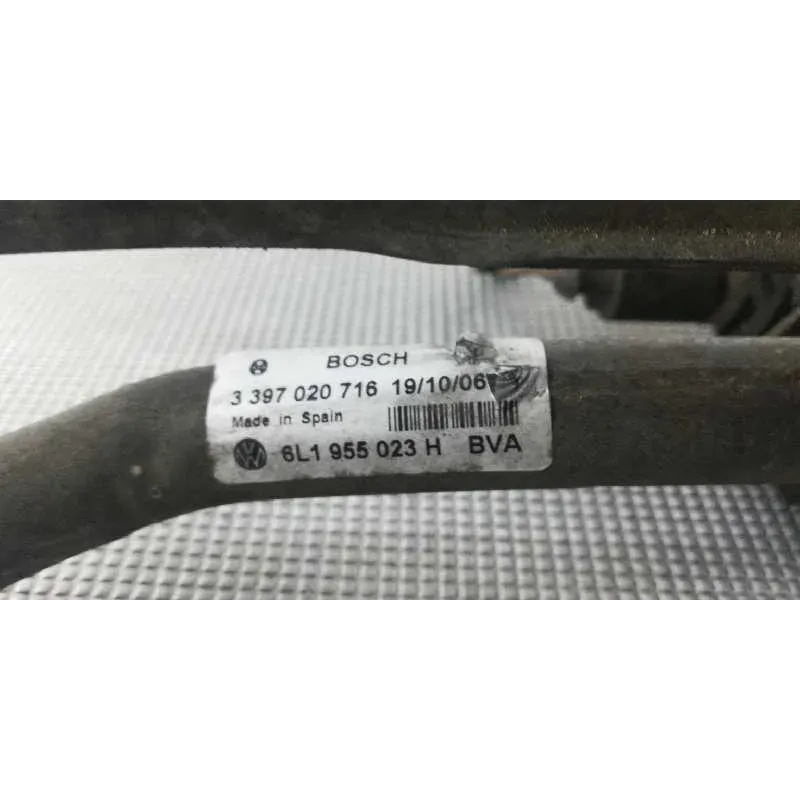 BOSCH
3 397 020 716 19/10/06
Made in Spain
6L1 955 023 H BVA